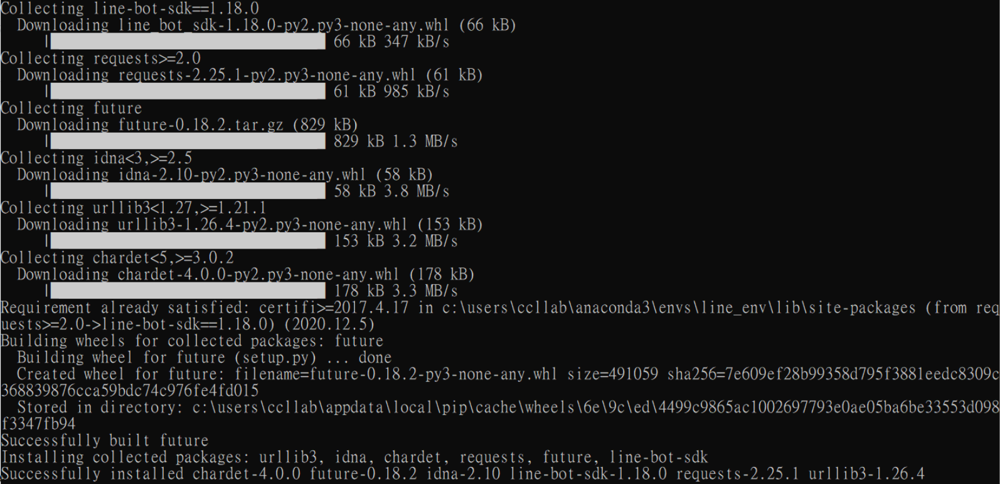 Collecting line-bot-sdk==1.18.0
Downloading line_bot_sdk-1.18.0-py2.py3-none-any.whl (66 kB)
| 66 kB 347 kB/s
Collecting requests>=2.0
Downloading requests-2.25.1-py2.py3-none-any.whl (61 kB)
| 61 kB 985 kB/s
Collecting future
Downloading future-0.18.2.tar.gz (829 kB)
| 829 kB 1.3 MB/s
Collecting idna<3,>=2.5
Downloading idna-2.10-py2.py3-none-any.whl (58 kB)
| 58 kB 3.8 MB/s
Collecting urllib3<1.27,>=1.21.1
Downloading urllib3-1.26.4-py2.py3-none-any.whl (153 kB)
| 153 kB 3.2 MB/s
Collecting chardet<5,>=3.0.2
Downloading chardet-4.0.0-py2.py3-none-any.whl (178 kB)
| 178 kB 3.3 MB/s
Requirement already satisfied: certifi>=2017.4.17 in c:\users\ccllab\anaconda3\envs\line_env\lib\site-packages (from req
uests>=2.0->line-bot-sdk==1.18.0) (2020.12.5)
Building wheels for collected packages: future
Building wheel for future (setup.py) ... done
Created wheel for future: filename=future-0.18.2-py3-none-any.whl size=491059 sha256=7e609ef28b99358d795f3881eedc8309c
368839876cca59bdc74c976fe4fd015
Stored in directory: c:\users\ccllab\appdata\local\pip\cache\wheels\6e\9c\ed\4499c9865ac1002697793e0ae05ba6be33553d098
f3347fb94
Successfully built future
Installing collected packages: urllib3, idna, chardet, requests, future, line-bot-sdk
Successfully installed chardet-4.0.0 future-0.18.2 idna-2.10 line-bot-sdk-1.18.0 requests-2.25.1 urllib3-1.26.4